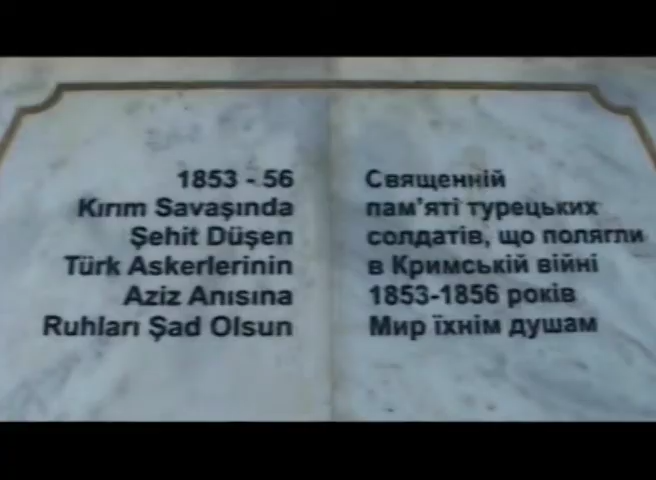 1853 - 56
Kırım Savaşında
Şehit Düşen
Türk Askerlerinin
Aziz Anısına
Ruhları Şad Olsun
Священній
пам'яті турецьких
солдатів, що полягли
в Кримській війні
1853-1856 років
Мир їхнім душам